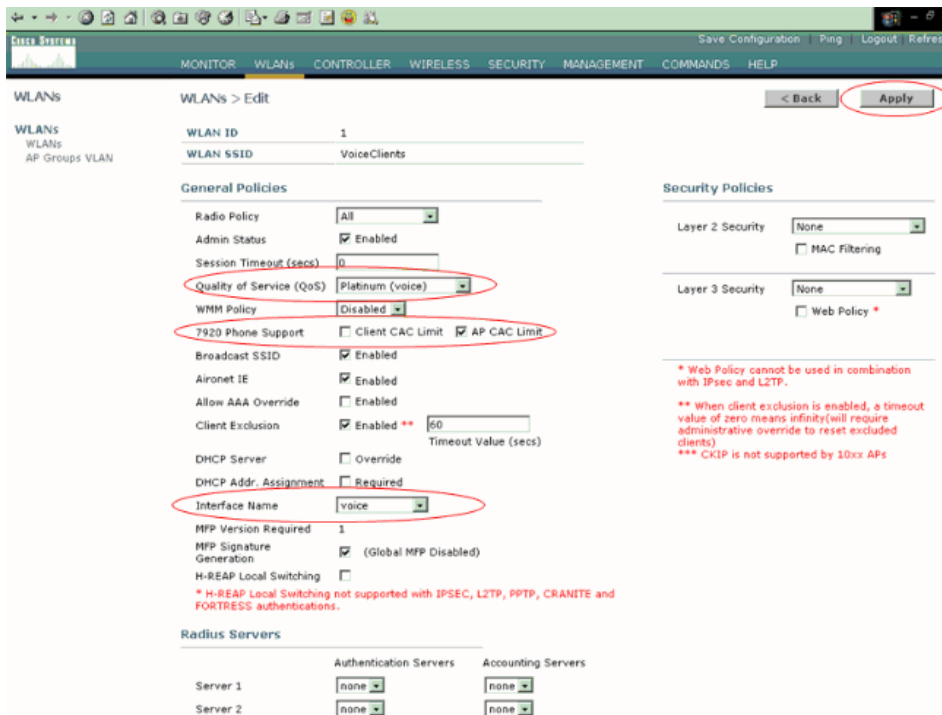 Cisco Systems
Save Configuration | Ping | Logout | Refres
MONITOR WLANs CONTROLLER WIRELESS SECURITY MANAGEMENT COMMANDS HELP
WLANs
WLANs
WLANs
AP Groups VLAN
WLANs > Edit
< Back
Apply
WLAN ID 1
WLAN SSID VoiceClients
General Policies
Radio Policy All
Admin Status Enabled
Session Timeout (secs) 0
Quality of Service (QoS) Platinum (voice)
WMM Policy Disabled
7920 Phone Support Client CAC Limit AP CAC Limit
Broadcast SSID Enabled
Aironet IE Enabled
Allow AAA Override Enabled
Client Exclusion Enabled ** 60
Timeout Value (secs)
DHCP Server Override
DHCP Addr. Assignment Required
Interface Name voice
MFP Version Required 1
MFP Signature
Generation (Global MFP Disabled)
H-REAP Local Switching
* H-REAP Local Switching not supported with IPSEC, L2TP, PPTP, CRANITE and
FORTRESS authentications.
Security Policies
Layer 2 Security None
MAC Filtering
Layer 3 Security None
Web Policy *
* Web Policy cannot be used in combination
with IPsec and L2TP.
** When client exclusion is enabled, a timeout
value of zero means infinity(will require
administrative override to reset excluded
clients)
*** CKIP is not supported by 10xx APs
Radius Servers
Authentication Servers Accounting Servers
Server 1 none none
Server 2 none none